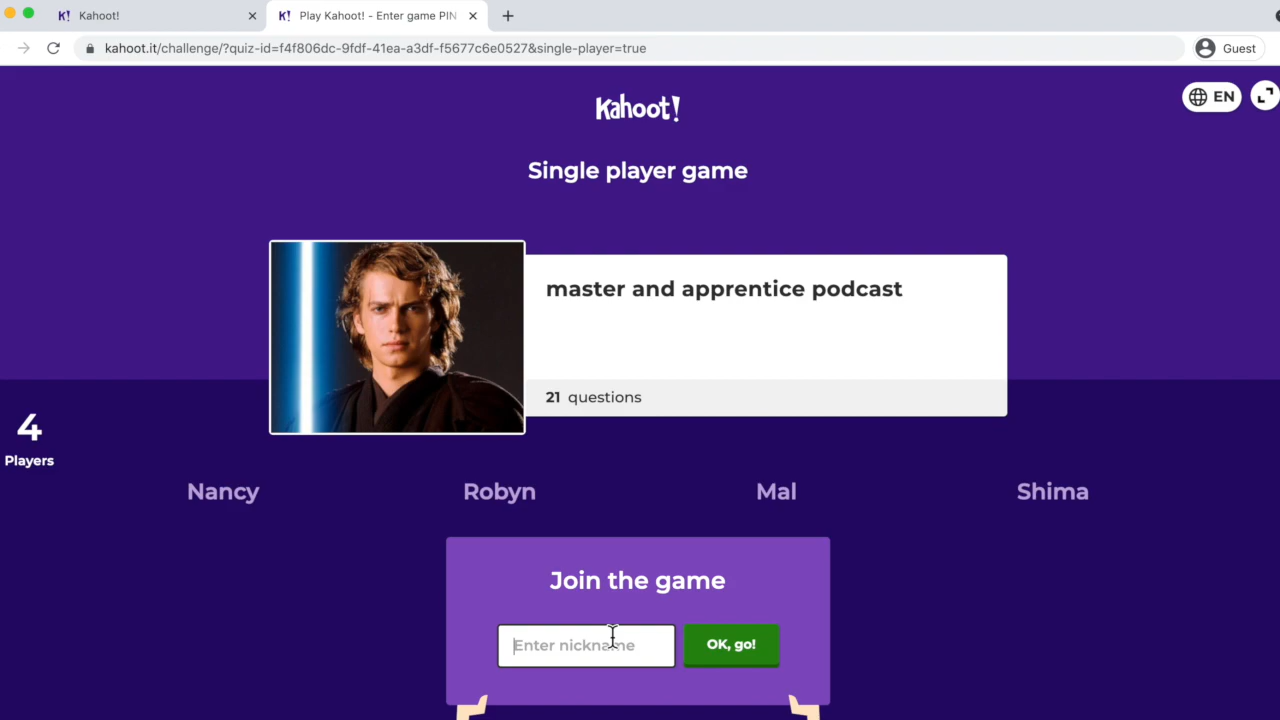 K! Kahoot!
K! Play Kahoot! - Enter game PIN
kahoot.it/challenge/?quiz-id=f4f806dc-9fdf-41ea-a3df-f5677c6e0527&single-player=true
Guest
Kahoot!
EN
Single player game
master and apprentice podcast
21 questions
4
Players
Nancy Robyn Mal Shima
Join the game
Enter nickname
OK, go!